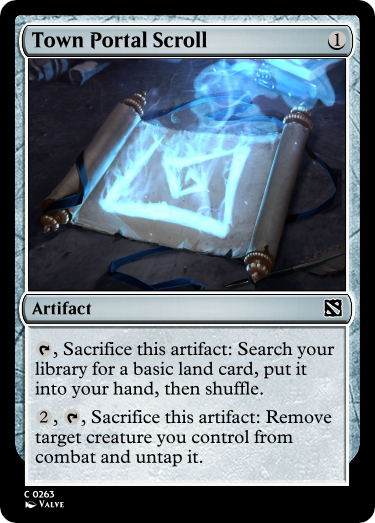 Town Portal Scroll 1
Artifact
, Sacrifice this artifact: Search your
library for a basic land card, put it
into your hand, then shuffle.
2, , Sacrifice this artifact: Remove
target creature you control from
combat and untap it.
C 0263
VALVE